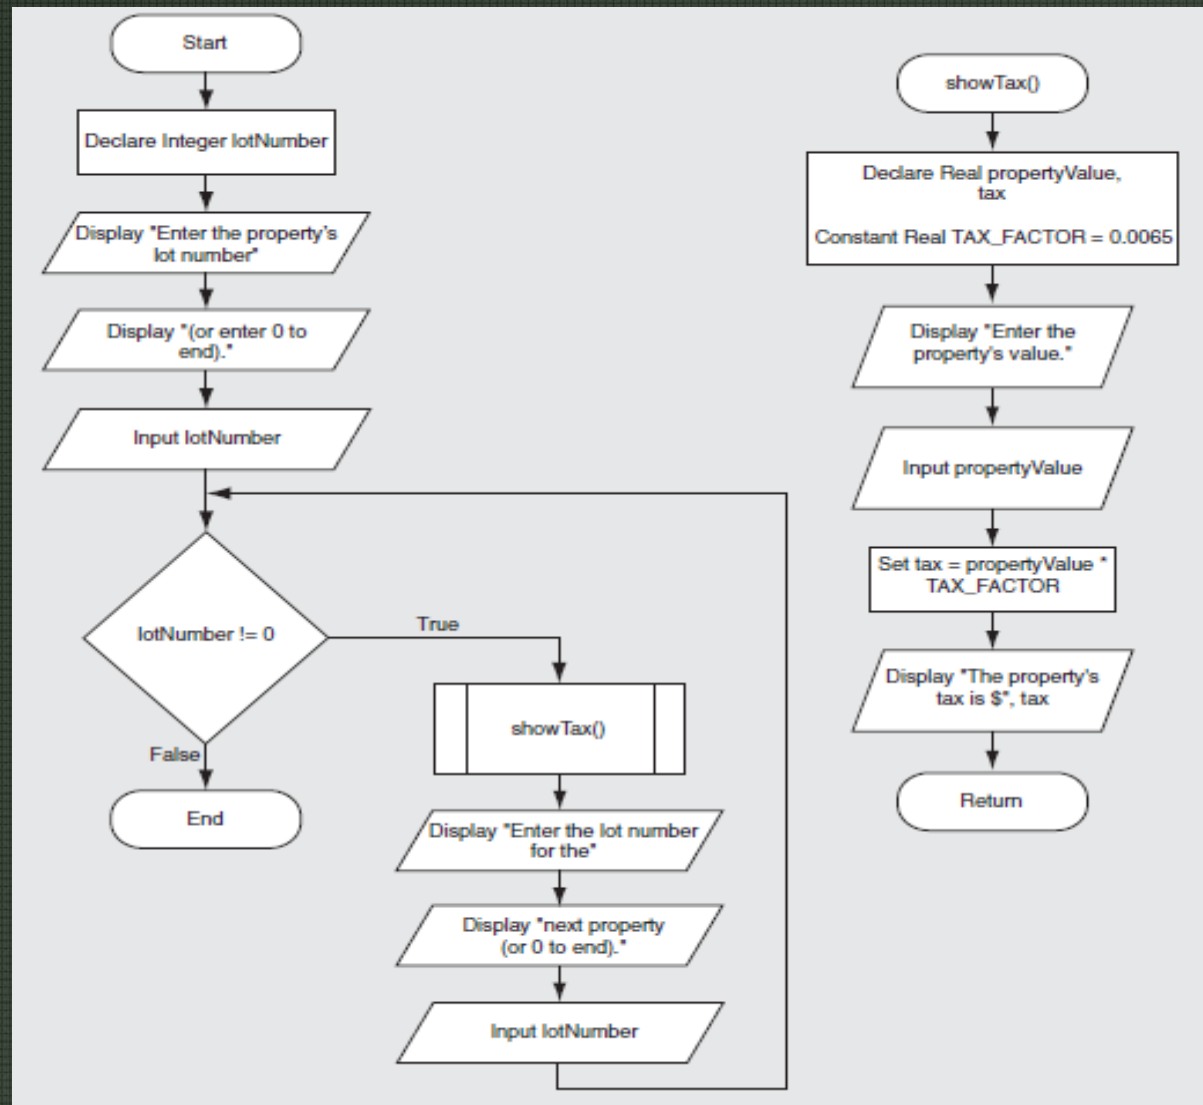 Start
Declare Integer lotNumber
Display "Enter the property's
lot number"
Display "(or enter 0 to
end)."
Input lotNumber
lotNumber != 0
True
False
End
showTax()
Display "Enter the lot number
for the"
Display "next property
(or 0 to end)."
Input lotNumber
showTax()
Declare Real propertyValue,
tax
Constant Real TAX_FACTOR = 0.0065
Display "Enter the
property's value."
Input propertyValue
Set tax = propertyValue *
TAX_FACTOR
Display "The property's
tax is $", tax
Return